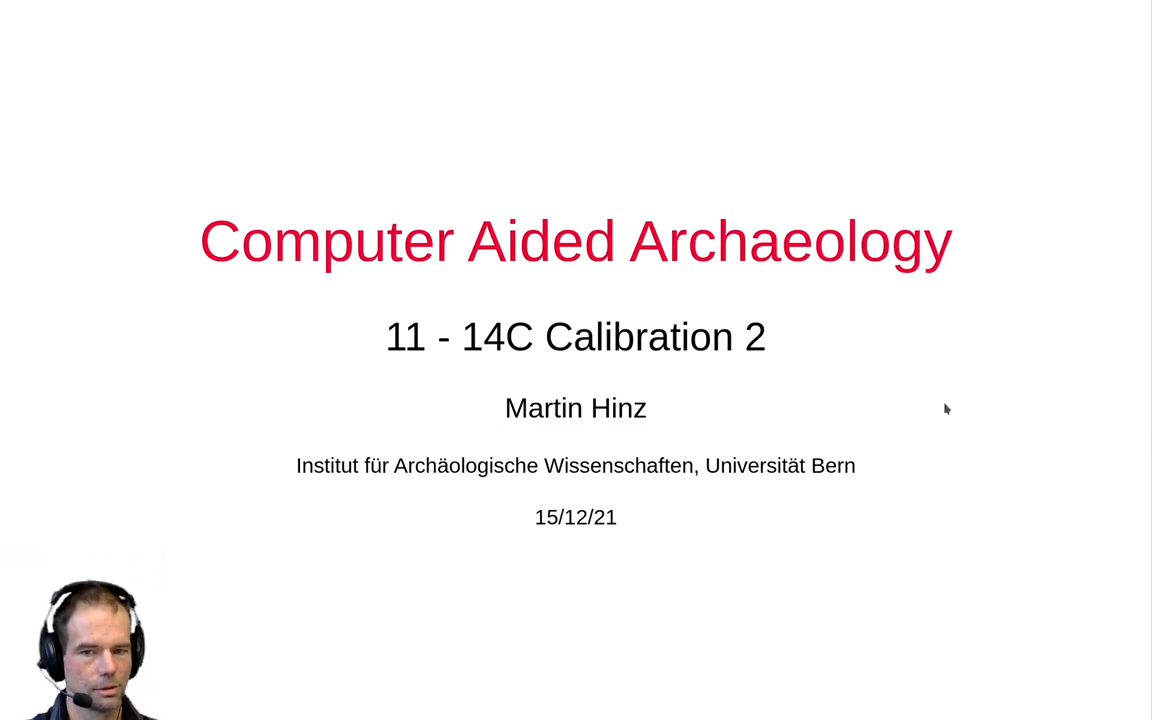 Computer Aided Archaeology
11 - 14C Calibration 2
Martin Hinz
Institut für Archäologische Wissenschaften, Universität Bern
15/12/21